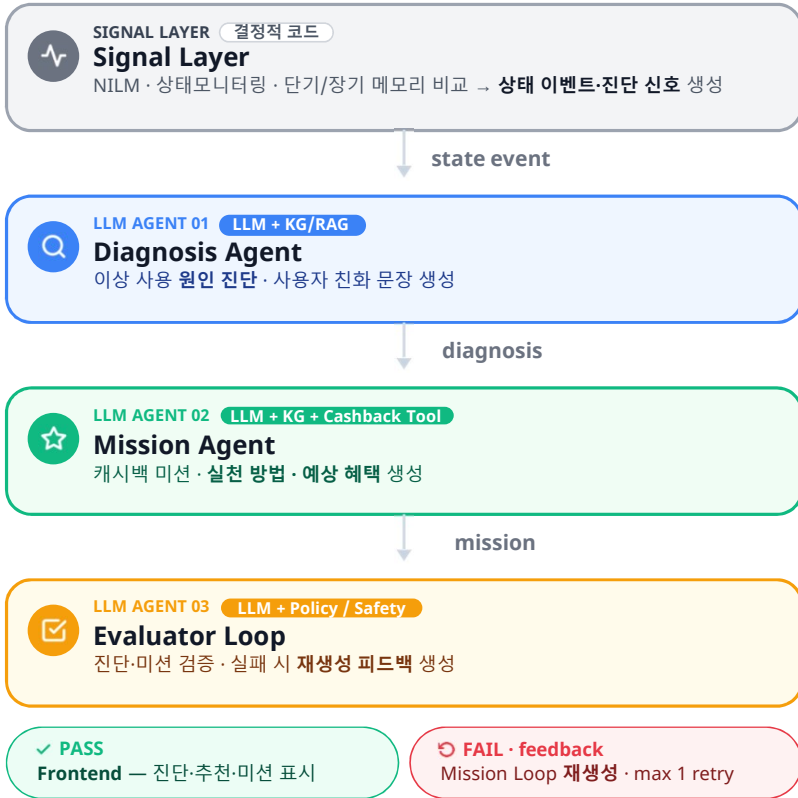 SIGNAL LAYER 결정적 코드
Signal Layer
NILM · 상태모니터링 · 단기/장기 메모리 비교 → 상태 이벤트·진단 신호 생성
state event
LLM AGENT 01 LLM + KG/RAG
Diagnosis Agent
이상 사용 원인 진단 · 사용자 친화 문장 생성
diagnosis
LLM AGENT 02 LLM + KG + Cashback Tool
Mission Agent
캐시백 미션 · 실천 방법 · 예상 혜택 생성
mission
LLM AGENT 03 LLM + Policy / Safety
Evaluator Loop
진단·미션 검증 · 실패 시 재생성 피드백 생성
PASS
Frontend — 진단·추천·미션 표시
FAIL · feedback
Mission Loop 재생성 · max 1 retry